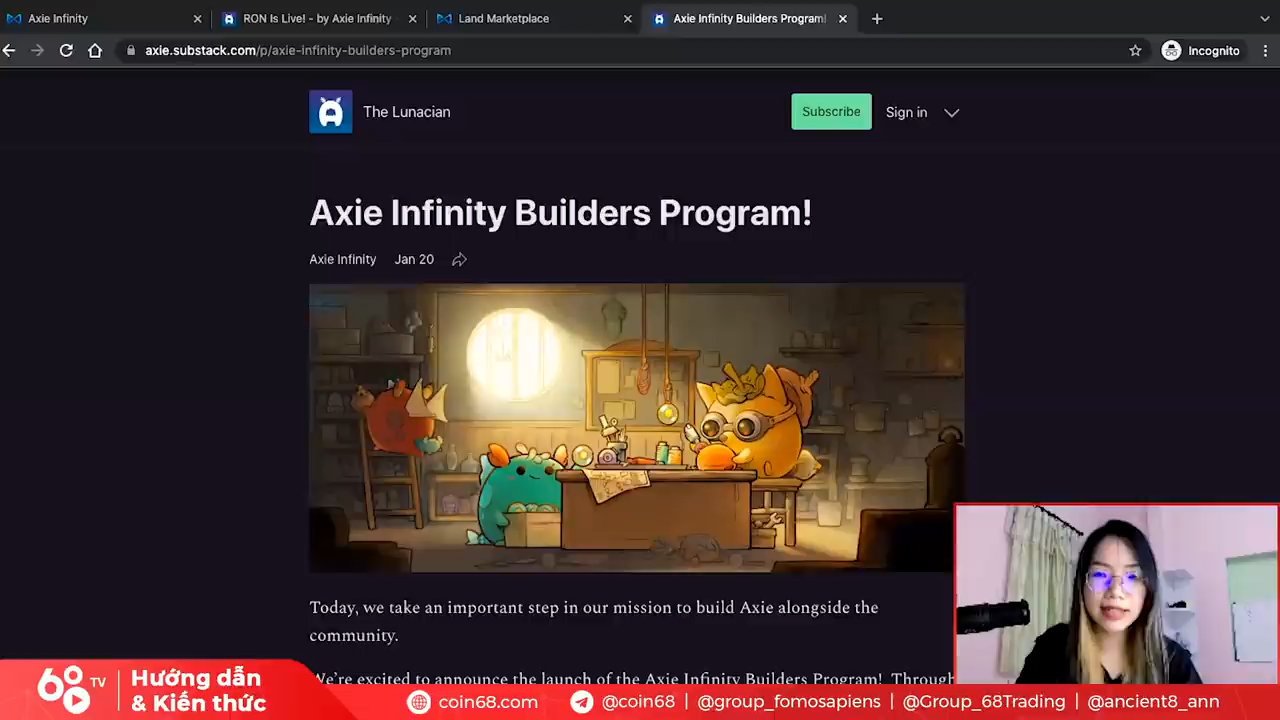 Axie Infinity
RON Is Live! - by Axie Infinity
Land Marketplace
Axie Infinity Builders Program!
axie.substack.com/p/axie-infinity-builders-program
Incognito
The Lunacian
Subscribe
Sign in
Axie Infinity Builders Program!
Axie Infinity
Jan 20
Today, we take an important step in our mission to build Axie alongside the
community.
We're excited to announce the launch of the Axie Infinity Builders Program! Through
68 TV
Hướng dẫn
& Kiến thức
coin68.com
@coin68 | @group_fomosapiens | @Group_68Trading | @ancient8_ann